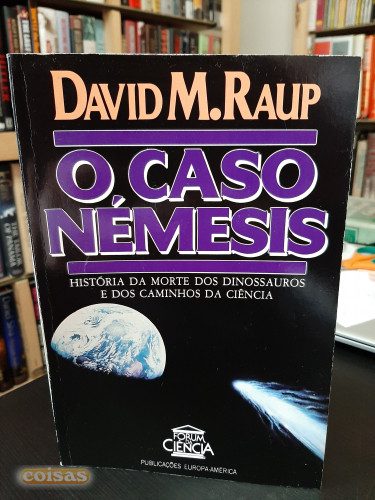 DAVID M. RAUP
O CASO
NÉMESIS
HISTÓRIA DA MORTE DOS DINOSSAUROS
E DOS CAMINHOS DA CIÊNCIA
FORUM DA
CIÊNCIA
PUBLICAÇÕES EUROPA-AMÉRICA
coisas